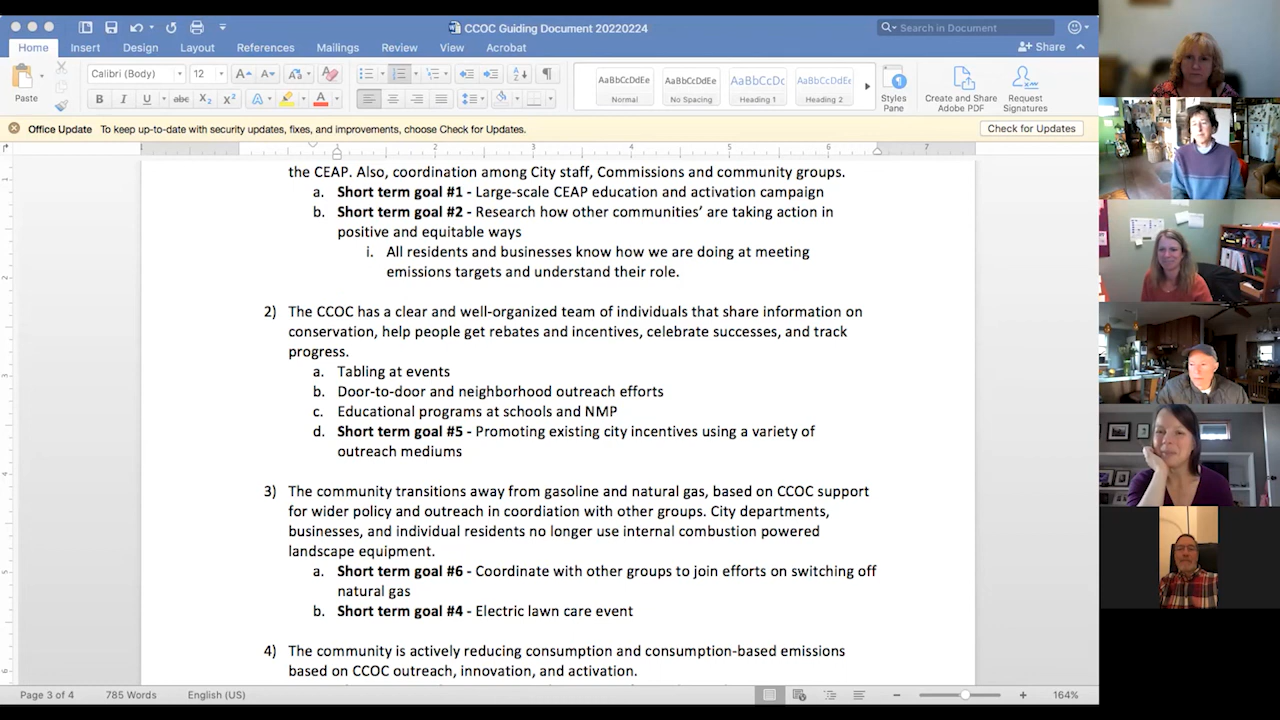 CCOC Guiding Document 20220224
Search in Document
Home Insert Design Layout References Mailings Review View Acrobat
Share
Paste
Calibri (Body) 12
AaBbCcDdEe AaBbCcDdEe AaBbCcDc AaBbCcDdEe
Normal No Spacing Heading 1 Heading 2
Styles Pane
Create and Share Adobe PDF
Request Signatures
Office Update To keep up-to-date with security updates, fixes, and improvements, choose Check for Updates.
Check for Updates
the CEAP. Also, coordination among City staff, Commissions and community groups.
a. Short term goal #1 - Large-scale CEAP education and activation campaign
b. Short term goal #2 - Research how other communities’ are taking action in
positive and equitable ways
i. All residents and businesses know how we are doing at meeting
emissions targets and understand their role.
2) The CCOC has a clear and well-organized team of individuals that share information on
conservation, help people get rebates and incentives, celebrate successes, and track
progress.
a. Tabling at events
b. Door-to-door and neighborhood outreach efforts
c. Educational programs at schools and NMP
d. Short term goal #5 - Promoting existing city incentives using a variety of
outreach mediums
3) The community transitions away from gasoline and natural gas, based on CCOC support
for wider policy and outreach in coordiation with other groups. City departments,
businesses, and individual residents no longer use internal combustion powered
landscape equipment.
a. Short term goal #6 - Coordinate with other groups to join efforts on switching off
natural gas
b. Short term goal #4 - Electric lawn care event
4) The community is actively reducing consumption and consumption-based emissions
based on CCOC outreach, innovation, and activation.
Page 3 of 4 785 Words English (US) 164%